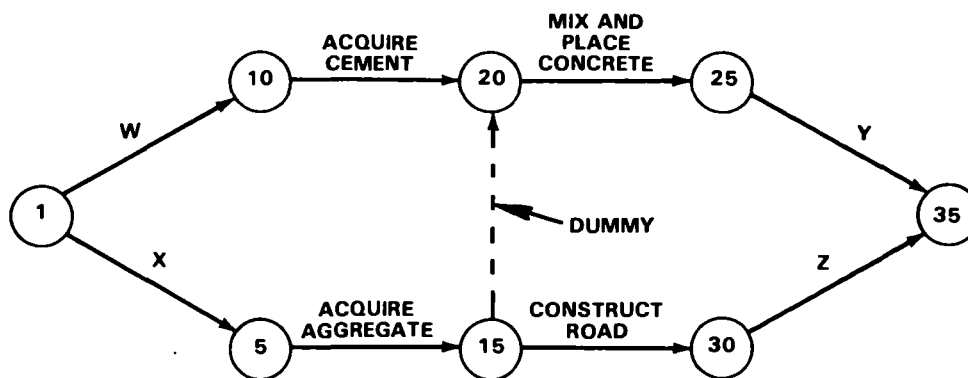 MIX AND
PLACE
CONCRETE
ACQUIRE
CEMENT
10
20
25
W
Y
1
35
DUMMY
X
Z
ACQUIRE
AGGREGATE
CONSTRUCT
ROAD
5
15
30